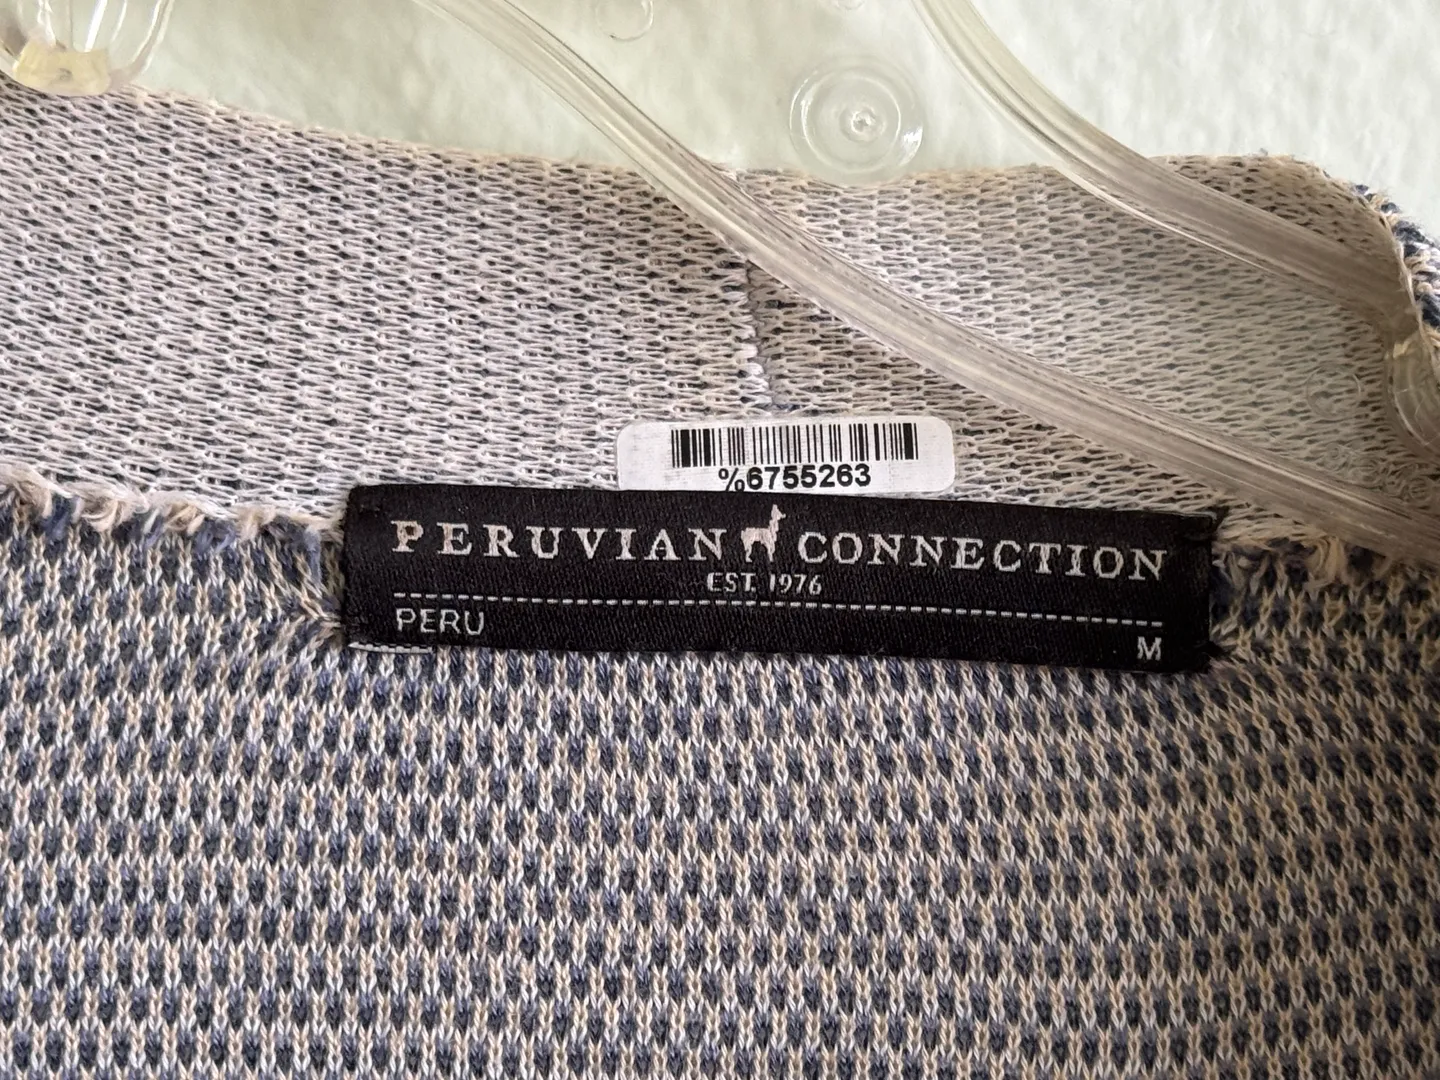 %6755263
PERUVIAN CONNECTION
EST. 1976
PERU
M